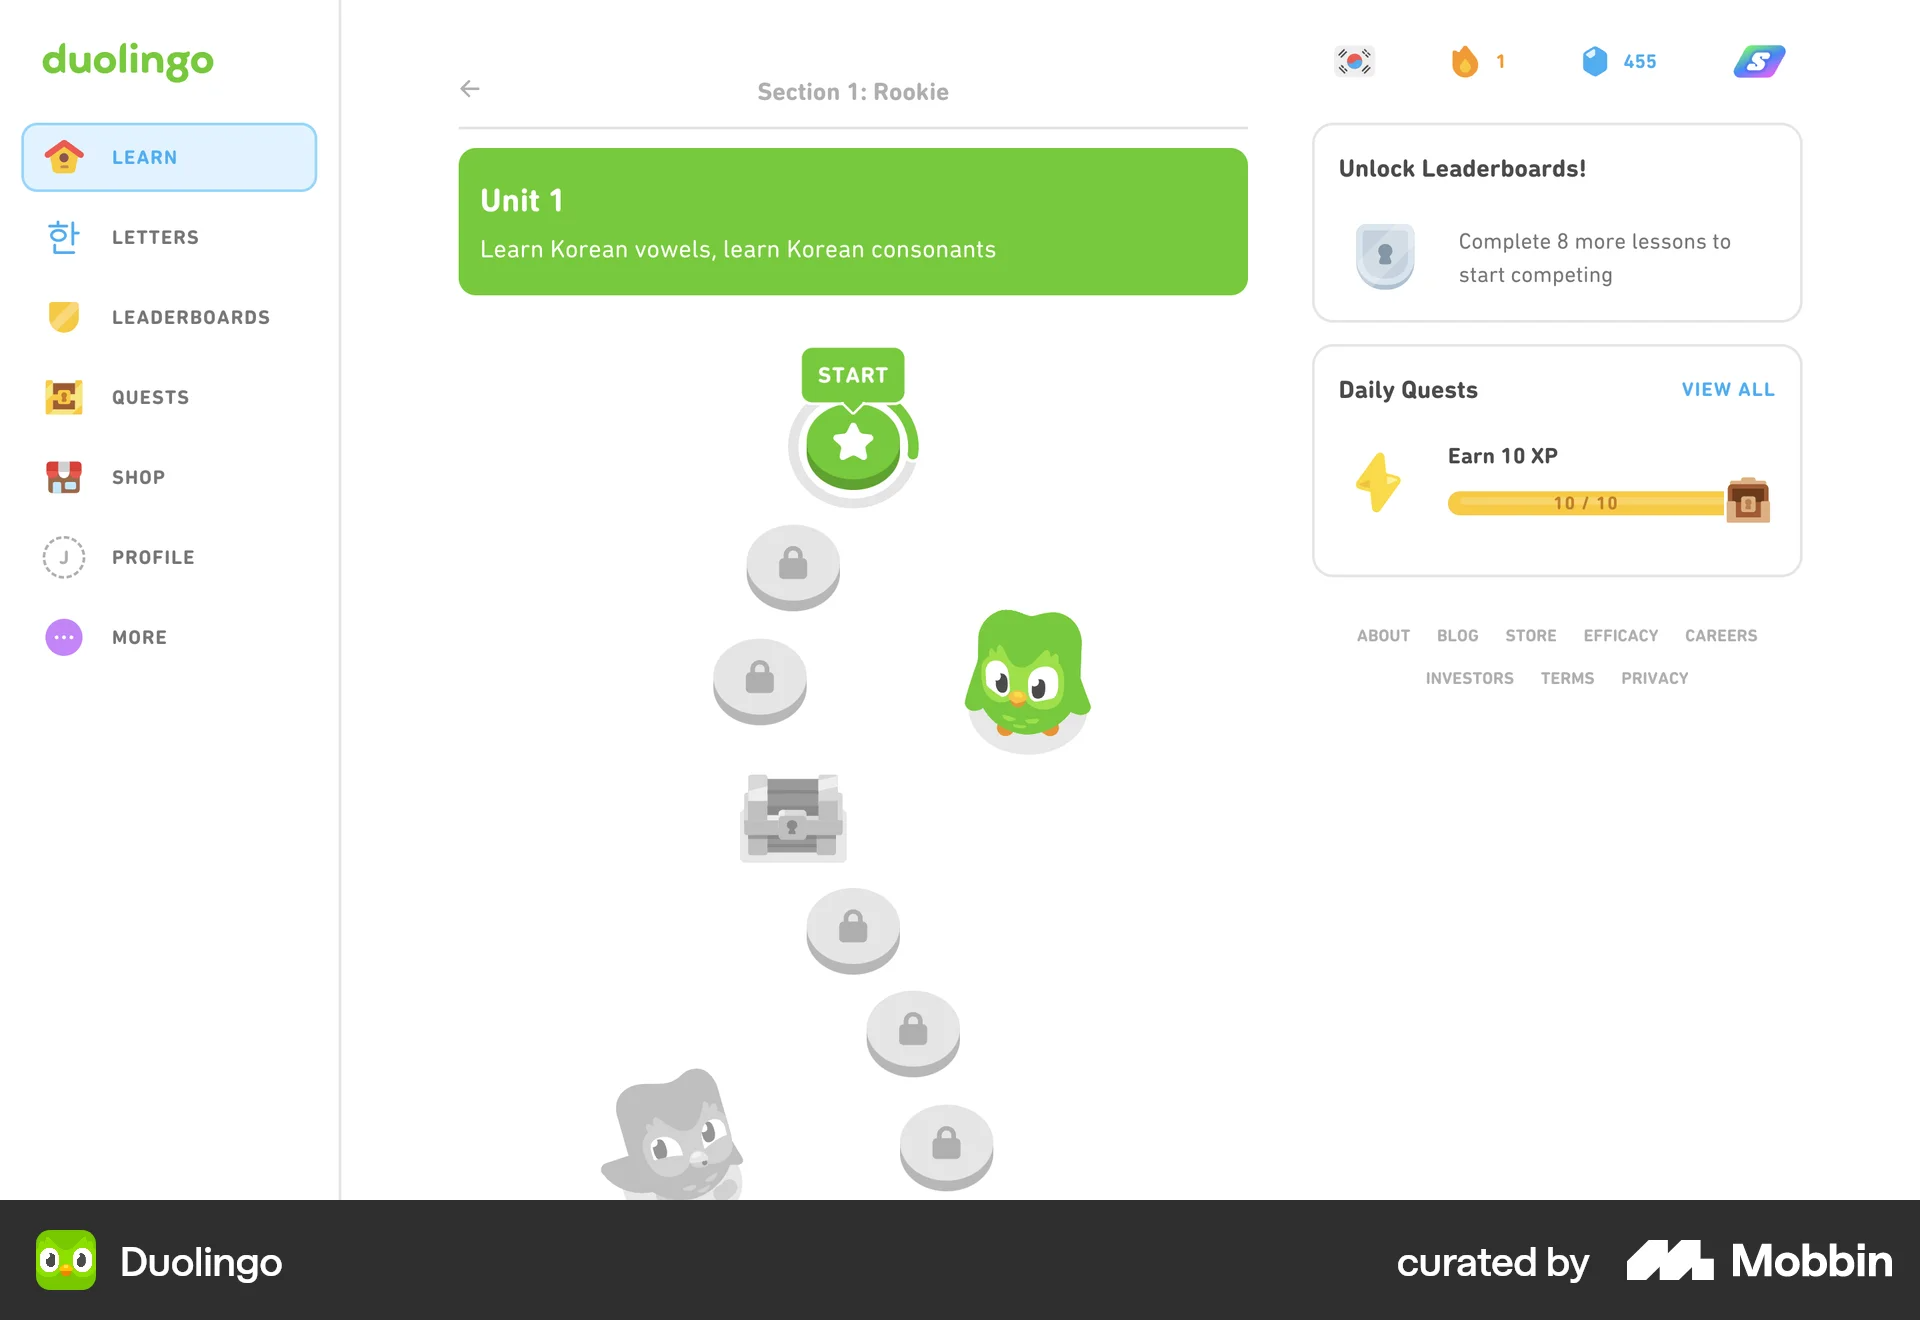 duolingo
LEARN
한
LETTERS
LEADERBOARDS
QUESTS
SHOP
J
PROFILE
MORE
Section 1: Rookie
Unit 1
Learn Korean vowels, learn Korean consonants
START
1
455
S
Unlock Leaderboards!
Complete 8 more lessons to
start competing
Daily Quests
VIEW ALL
Earn 10 XP
10 / 10
ABOUT BLOG STORE EFFICACY CAREERS
INVESTORS TERMS PRIVACY
Duolingo
curated by Mobbin